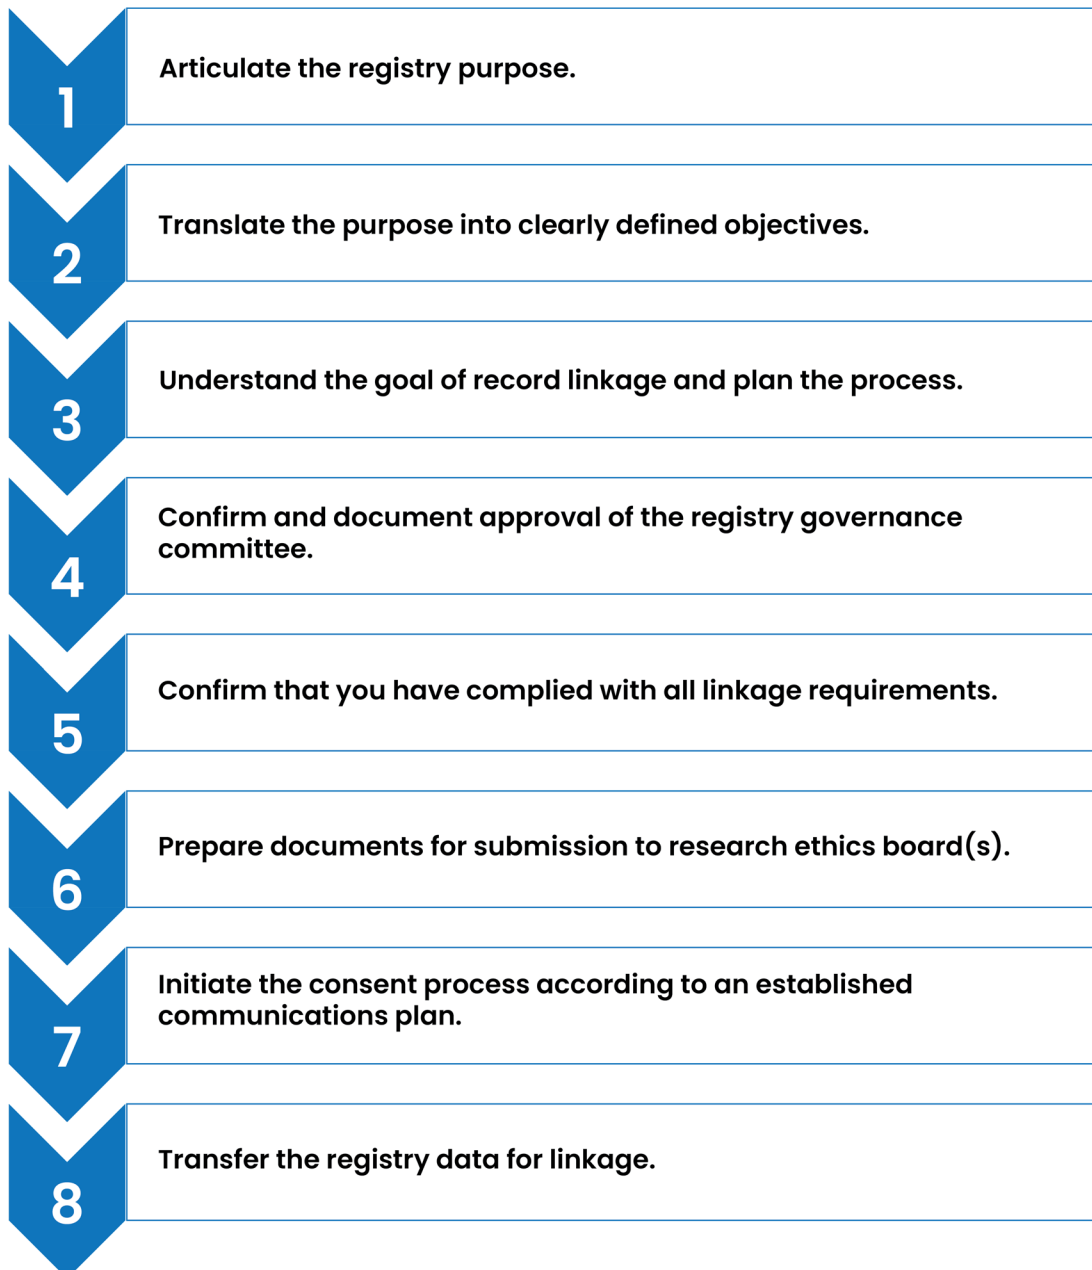 1
Articulate the registry purpose.
2
Translate the purpose into clearly defined objectives.
3
Understand the goal of record linkage and plan the process.
4
Confirm and document approval of the registry governance
committee.
5
Confirm that you have complied with all linkage requirements.
6
Prepare documents for submission to research ethics board(s).
7
Initiate the consent process according to an established
communications plan.
8
Transfer the registry data for linkage.